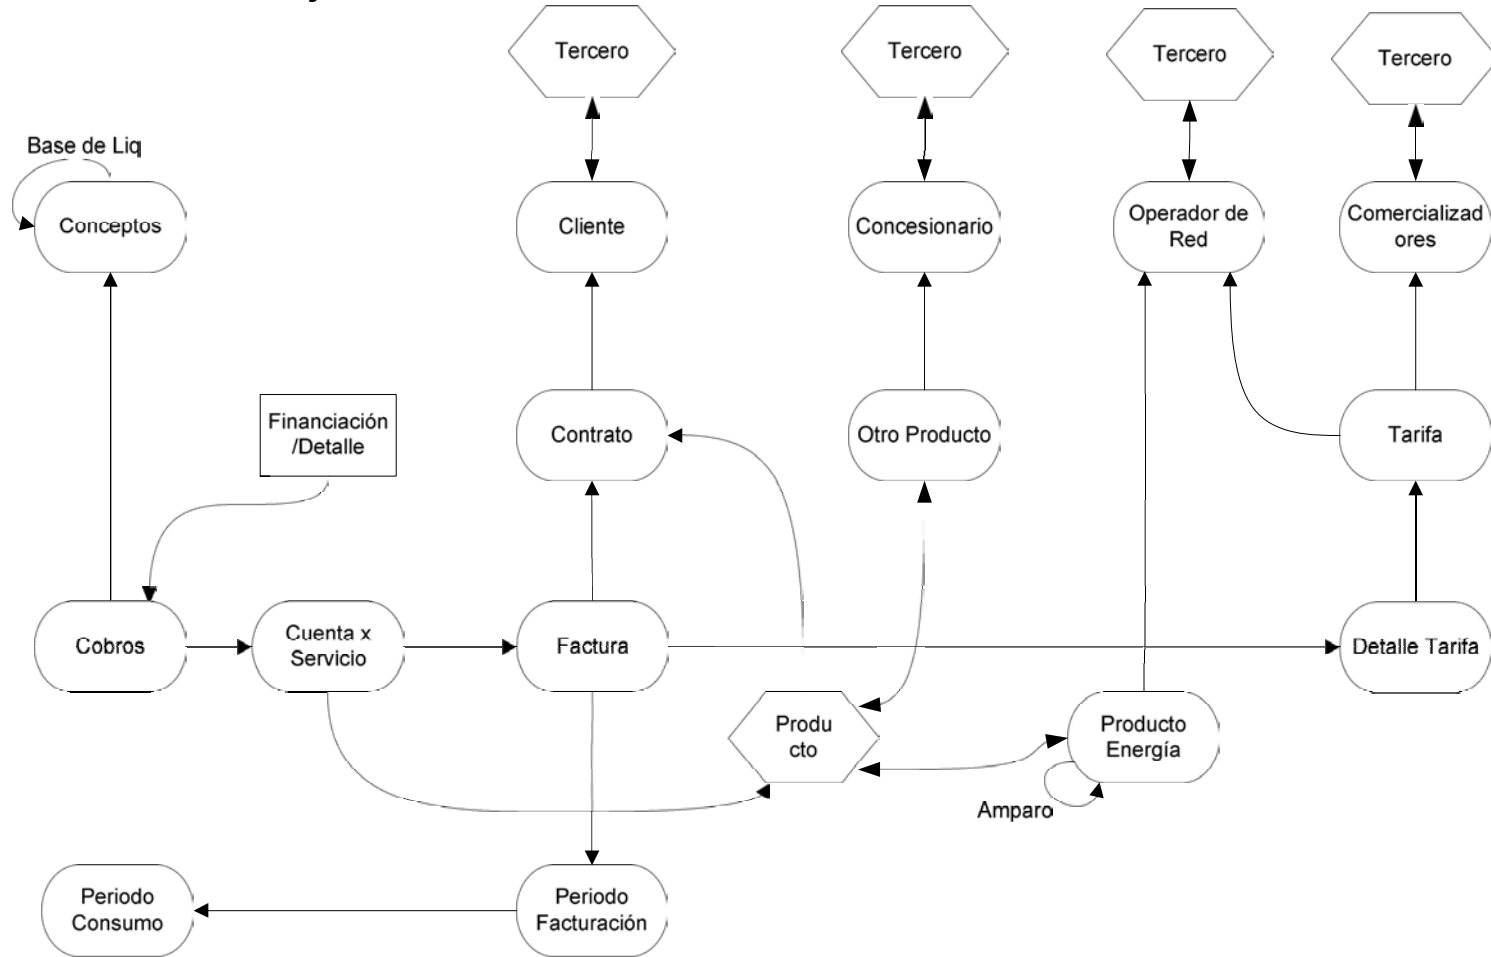 Tercero
Tercero
Tercero
Tercero
Base de Liq
Conceptos
Cliente
Concesionario
Operador de
Red
Comercializad
ores
Financiación
/Detalle
Contrato
Otro Producto
Tarifa
Cobros
Cuenta x
Servicio
Factura
Detalle Tarifa
Produ
cto
Producto
Energía
Amparo
Periodo
Consumo
Periodo
Facturación